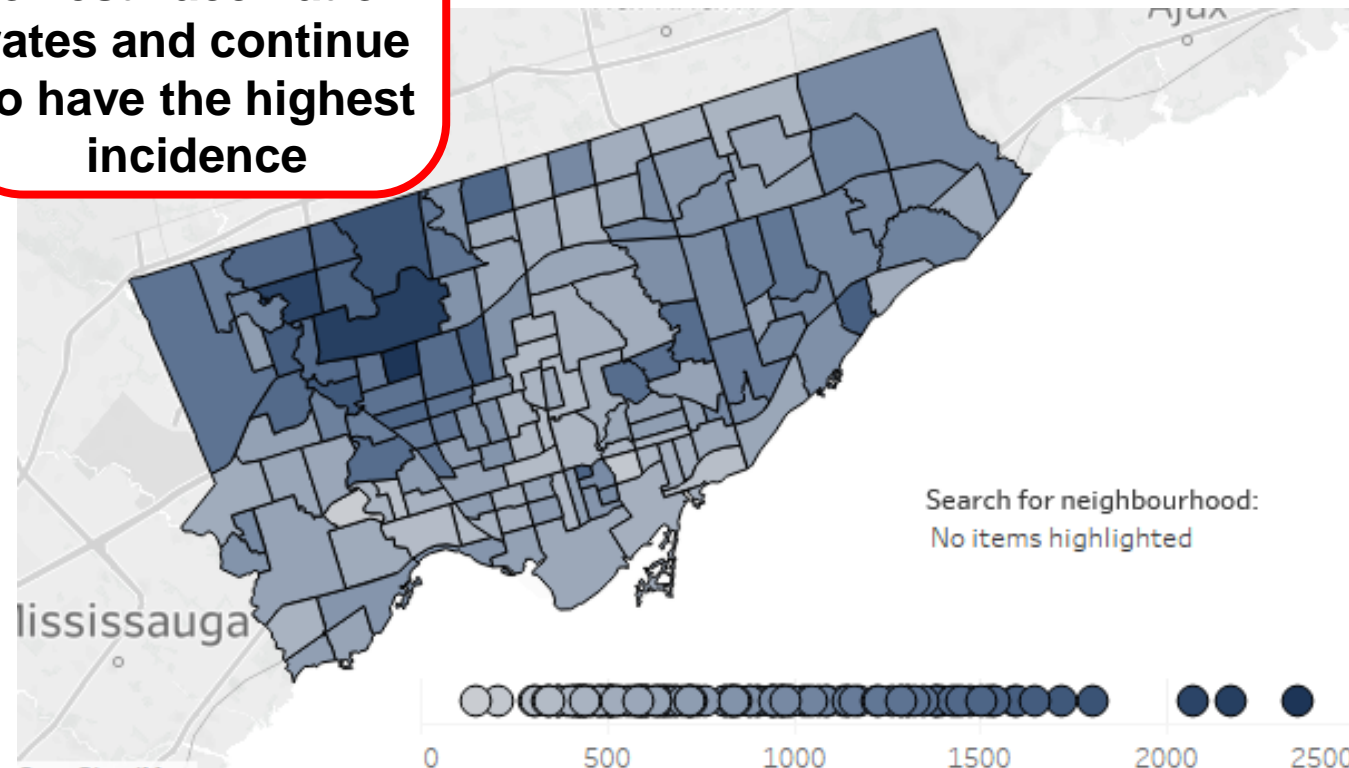 rates and continue
to have the highest
incidence
Ajax
Search for neighbourhood:
No items highlighted
Mississauga
0 500 1000 1500 2000 2500